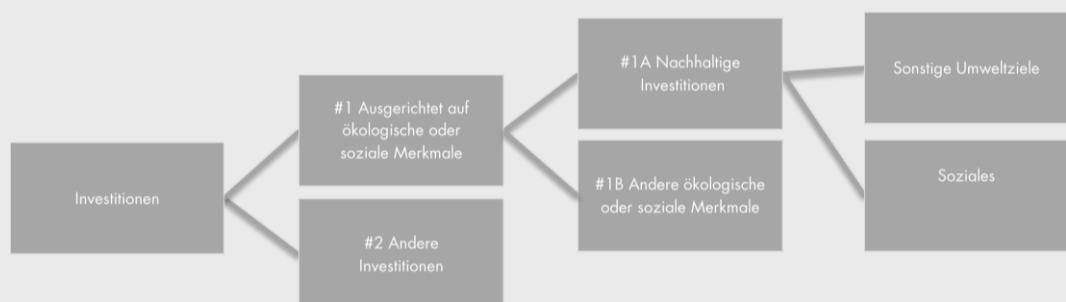 Investitionen
#1 Ausgerichtet auf
ökologische oder
soziale Merkmale
#2 Andere
Investitionen
#1A Nachhaltige
Investitionen
#1B Andere ökologische
oder soziale Merkmale
Sonstige Umweltziele
Soziales